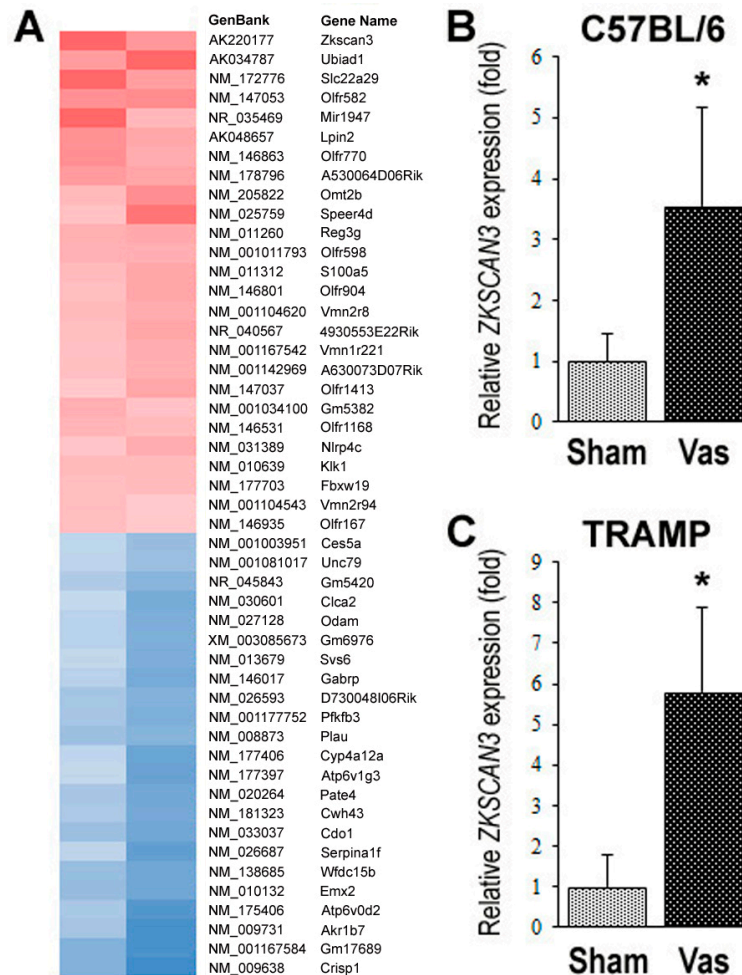 A
GenBank Gene Name
AK220177 Zkscan3
AK034787 Ubiad1
NM_172776 Slc22a29
NM_147053 Olfr582
NR_035469 Mir1947
AK048657 Lpin2
NM_146863 Olfr770
NM_178796 A530064D06Rik
NM_205822 Omt2b
NM_025759 Speer4d
NM_011260 Reg3g
NM_001011793 Olfr598
NM_011312 S100a5
NM_146801 Olfr904
NM_001104620 Vmn2r8
NR_040567 4930553E22Rik
NM_001167542 Vmn1r221
NM_001142969 A630073D07Rik
NM_147037 Olfr1413
NM_001034100 Gm5382
NM_146531 Olfr1168
NM_031389 Nlrp4c
NM_010639 Klk1
NM_177703 Fbxw19
NM_001104543 Vmn2r94
NM_146935 Olfr167
NM_001003951 Ces5a
NM_001081017 Unc79
NR_045843 Gm5420
NM_030601 Clca2
NM_027128 Odam
XM_003085673 Gm6976
NM_013679 Svs6
NM_146017 Gabrp
NM_026593 D730048I06Rik
NM_001177752 Pfkfb3
NM_008873 Plau
NM_177406 Cyp4a12a
NM_177397 Atp6v1g3
NM_020264 Pate4
NM_181323 Cwh43
NM_033037 Cdo1
NM_026687 Serpina1f
NM_138685 Wfdc15b
NM_010132 Emx2
NM_175406 Atp6v0d2
NM_009731 Akr1b7
NM_001167584 Gm17689
NM_009638 Crisp1
B
C57BL/6
Relative ZKSCAN3 expression (fold)
6
5
4
3
2
1
0
*
Sham Vas
C
TRAMP
Relative ZKSCAN3 expression (fold)
9
8
7
6
5
4
3
2
1
0
*
Sham Vas